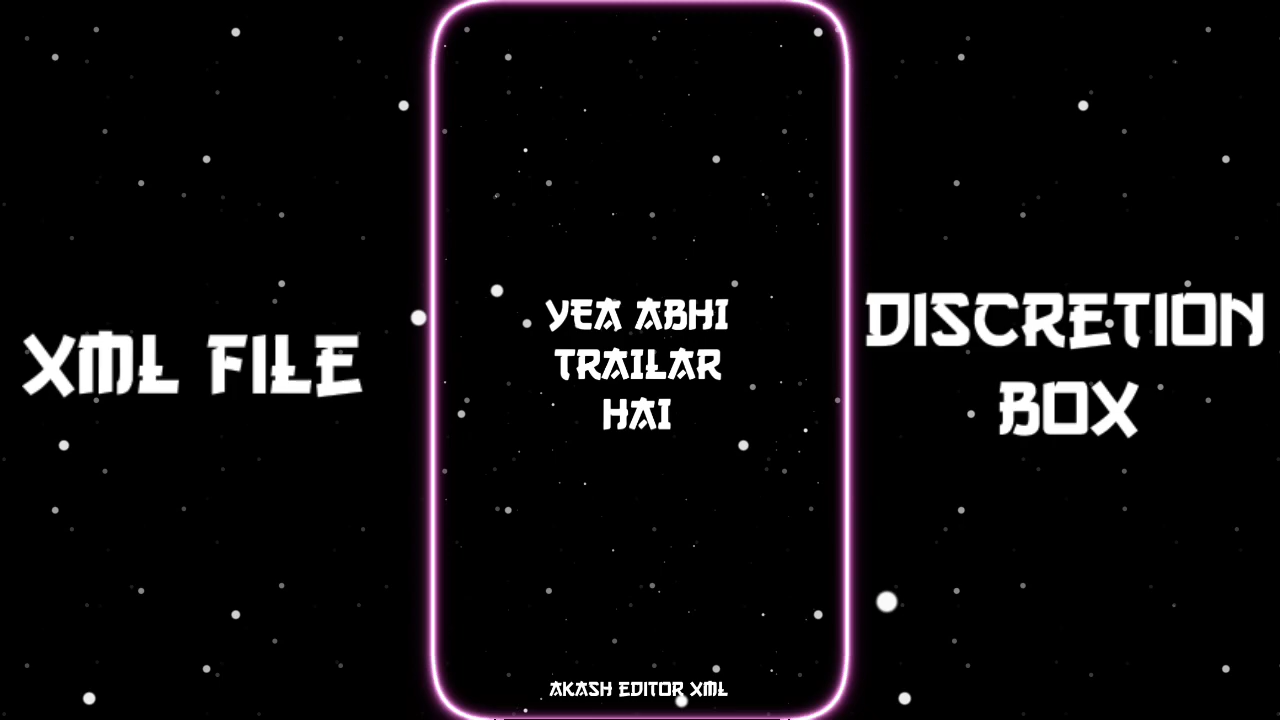 XML FILE
YEA ABHI
TRAILAR
HAI
DISCRETION
BOX
AKASH EDITOR XML